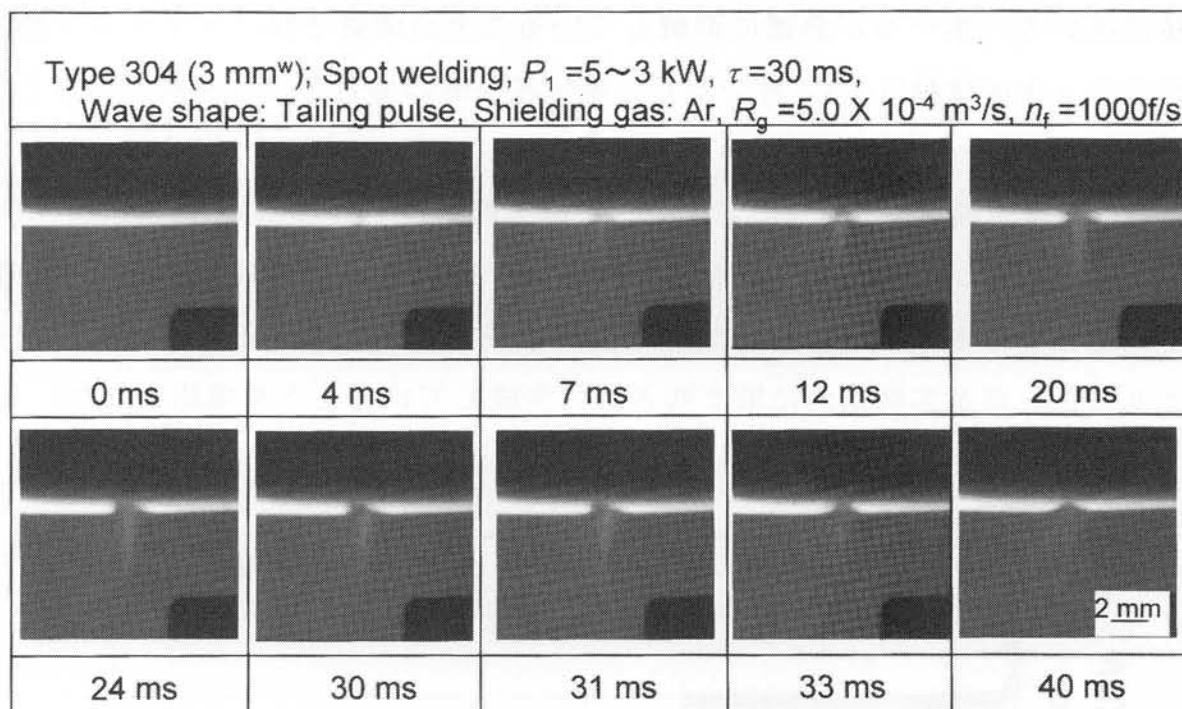 Type 304 (3 mmʷ); Spot welding; P₁ =5～3 kW, τ =30 ms,
Wave shape: Tailing pulse, Shielding gas: Ar, R_g =5.0 X 10⁻⁴ m³/s, n_f =1000f/s
0 ms 4 ms 7 ms 12 ms 20 ms
2 mm
24 ms 30 ms 31 ms 33 ms 40 ms